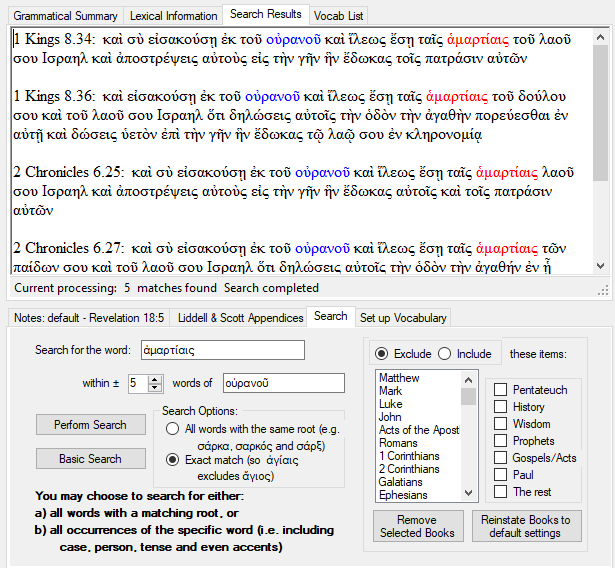 Grammatical Summary Lexical Information Search Results Vocab List
1 Kings 8.34: καὶ σὺ εἰσακούσῃ ἐκ τοῦ οὐρανοῦ καὶ ἵλεως ἔσῃ ταῖς ἁμαρτίαις τοῦ λαοῦ
σου Ισραηλ καὶ ἀποστρέψεις αὐτοὺς εἰς τὴν γῆν ἣν ἔδωκας τοῖς πατράσιν αὐτῶν
1 Kings 8.36: καὶ εἰσακούσῃ ἐκ τοῦ οὐρανοῦ καὶ ἵλεως ἔσῃ ταῖς ἁμαρτίαις τοῦ δούλου
σου καὶ τοῦ λαοῦ σου Ισραηλ ὅτι δηλώσεις αὐτοῖς τὴν ὁδὸν τὴν ἀγαθὴν πορεύεσθαι ἐν
αὐτῇ καὶ δώσεις ὑετὸν ἐπὶ τὴν γῆν ἣν ἔδωκας τῷ λαῷ σου ἐν κληρονομίᾳ
2 Chronicles 6.25: καὶ σὺ εἰσακούσῃ ἐκ τοῦ οὐρανοῦ καὶ ἵλεως ἔσῃ ταῖς ἁμαρτίαις λαοῦ
σου Ισραηλ καὶ ἀποστρέψεις αὐτοὺς εἰς τὴν γῆν ἣν ἔδωκας αὐτοῖς καὶ τοῖς πατράσιν
αὐτῶν
2 Chronicles 6.27: καὶ σὺ εἰσακούσῃ ἐκ τοῦ οὐρανοῦ καὶ ἵλεως ἔσῃ ταῖς ἁμαρτίαις τῶν
παίδων σου καὶ τοῦ λαοῦ σου Ισραηλ ὅτι δηλώσεις αὐτοῖς τὴν ὁδὸν τὴν ἀγαθήν ἐν ᾗ
Current processing: 5 matches found Search completed
Notes: default - Revelation 18:5 Liddell & Scott Appendices Search Set up Vocabulary
Search for the word: ἁμαρτίαις
within ± 5 words of οὐρανοῦ
Perform Search
Basic Search
Search Options:
All words with the same root (e.g.
σάρκα, σαρκός and σάρξ)
Exact match (so ἁγίαις
excludes ἅγιος)
You may choose to search for either:
a) all words with a matching root, or
b) all occurrences of the specific word (i.e. including
case, person, tense and even accents)
Exclude Include these items:
Matthew
Mark
Luke
John
Acts of the Apost
Romans
1 Corinthians
2 Corinthians
Galatians
Ephesians
Pentateuch
History
Wisdom
Prophets
Gospels/Acts
Paul
The rest
Remove
Selected Books
Reinstate Books to
default settings